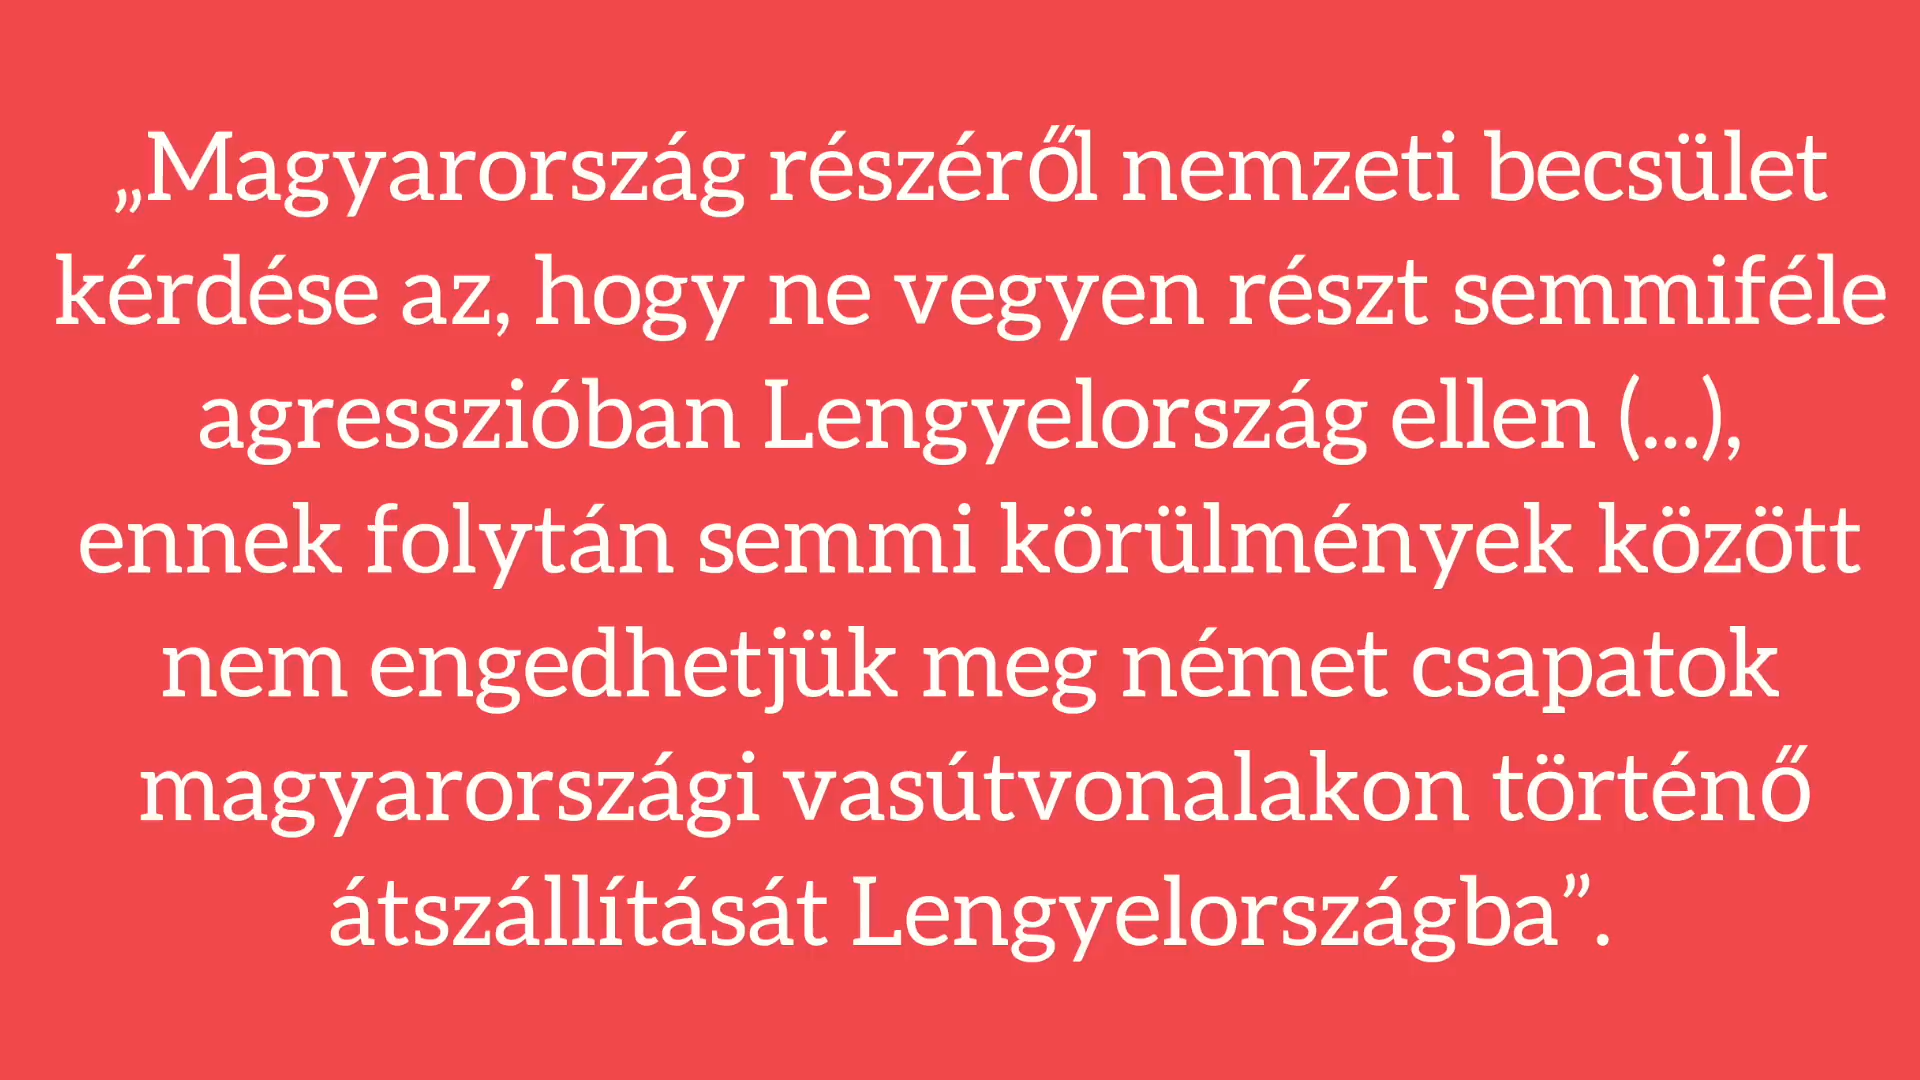 „Magyarország részéről nemzeti becsület
kérdése az, hogy ne vegyen részt semmiféle
agresszióban Lengyelország ellen (...),
ennek folytán semmi körülmények között
nem engedhetjük meg német csapatok
magyarországi vasútvonalakon történő
átszállítását Lengyelországba”.